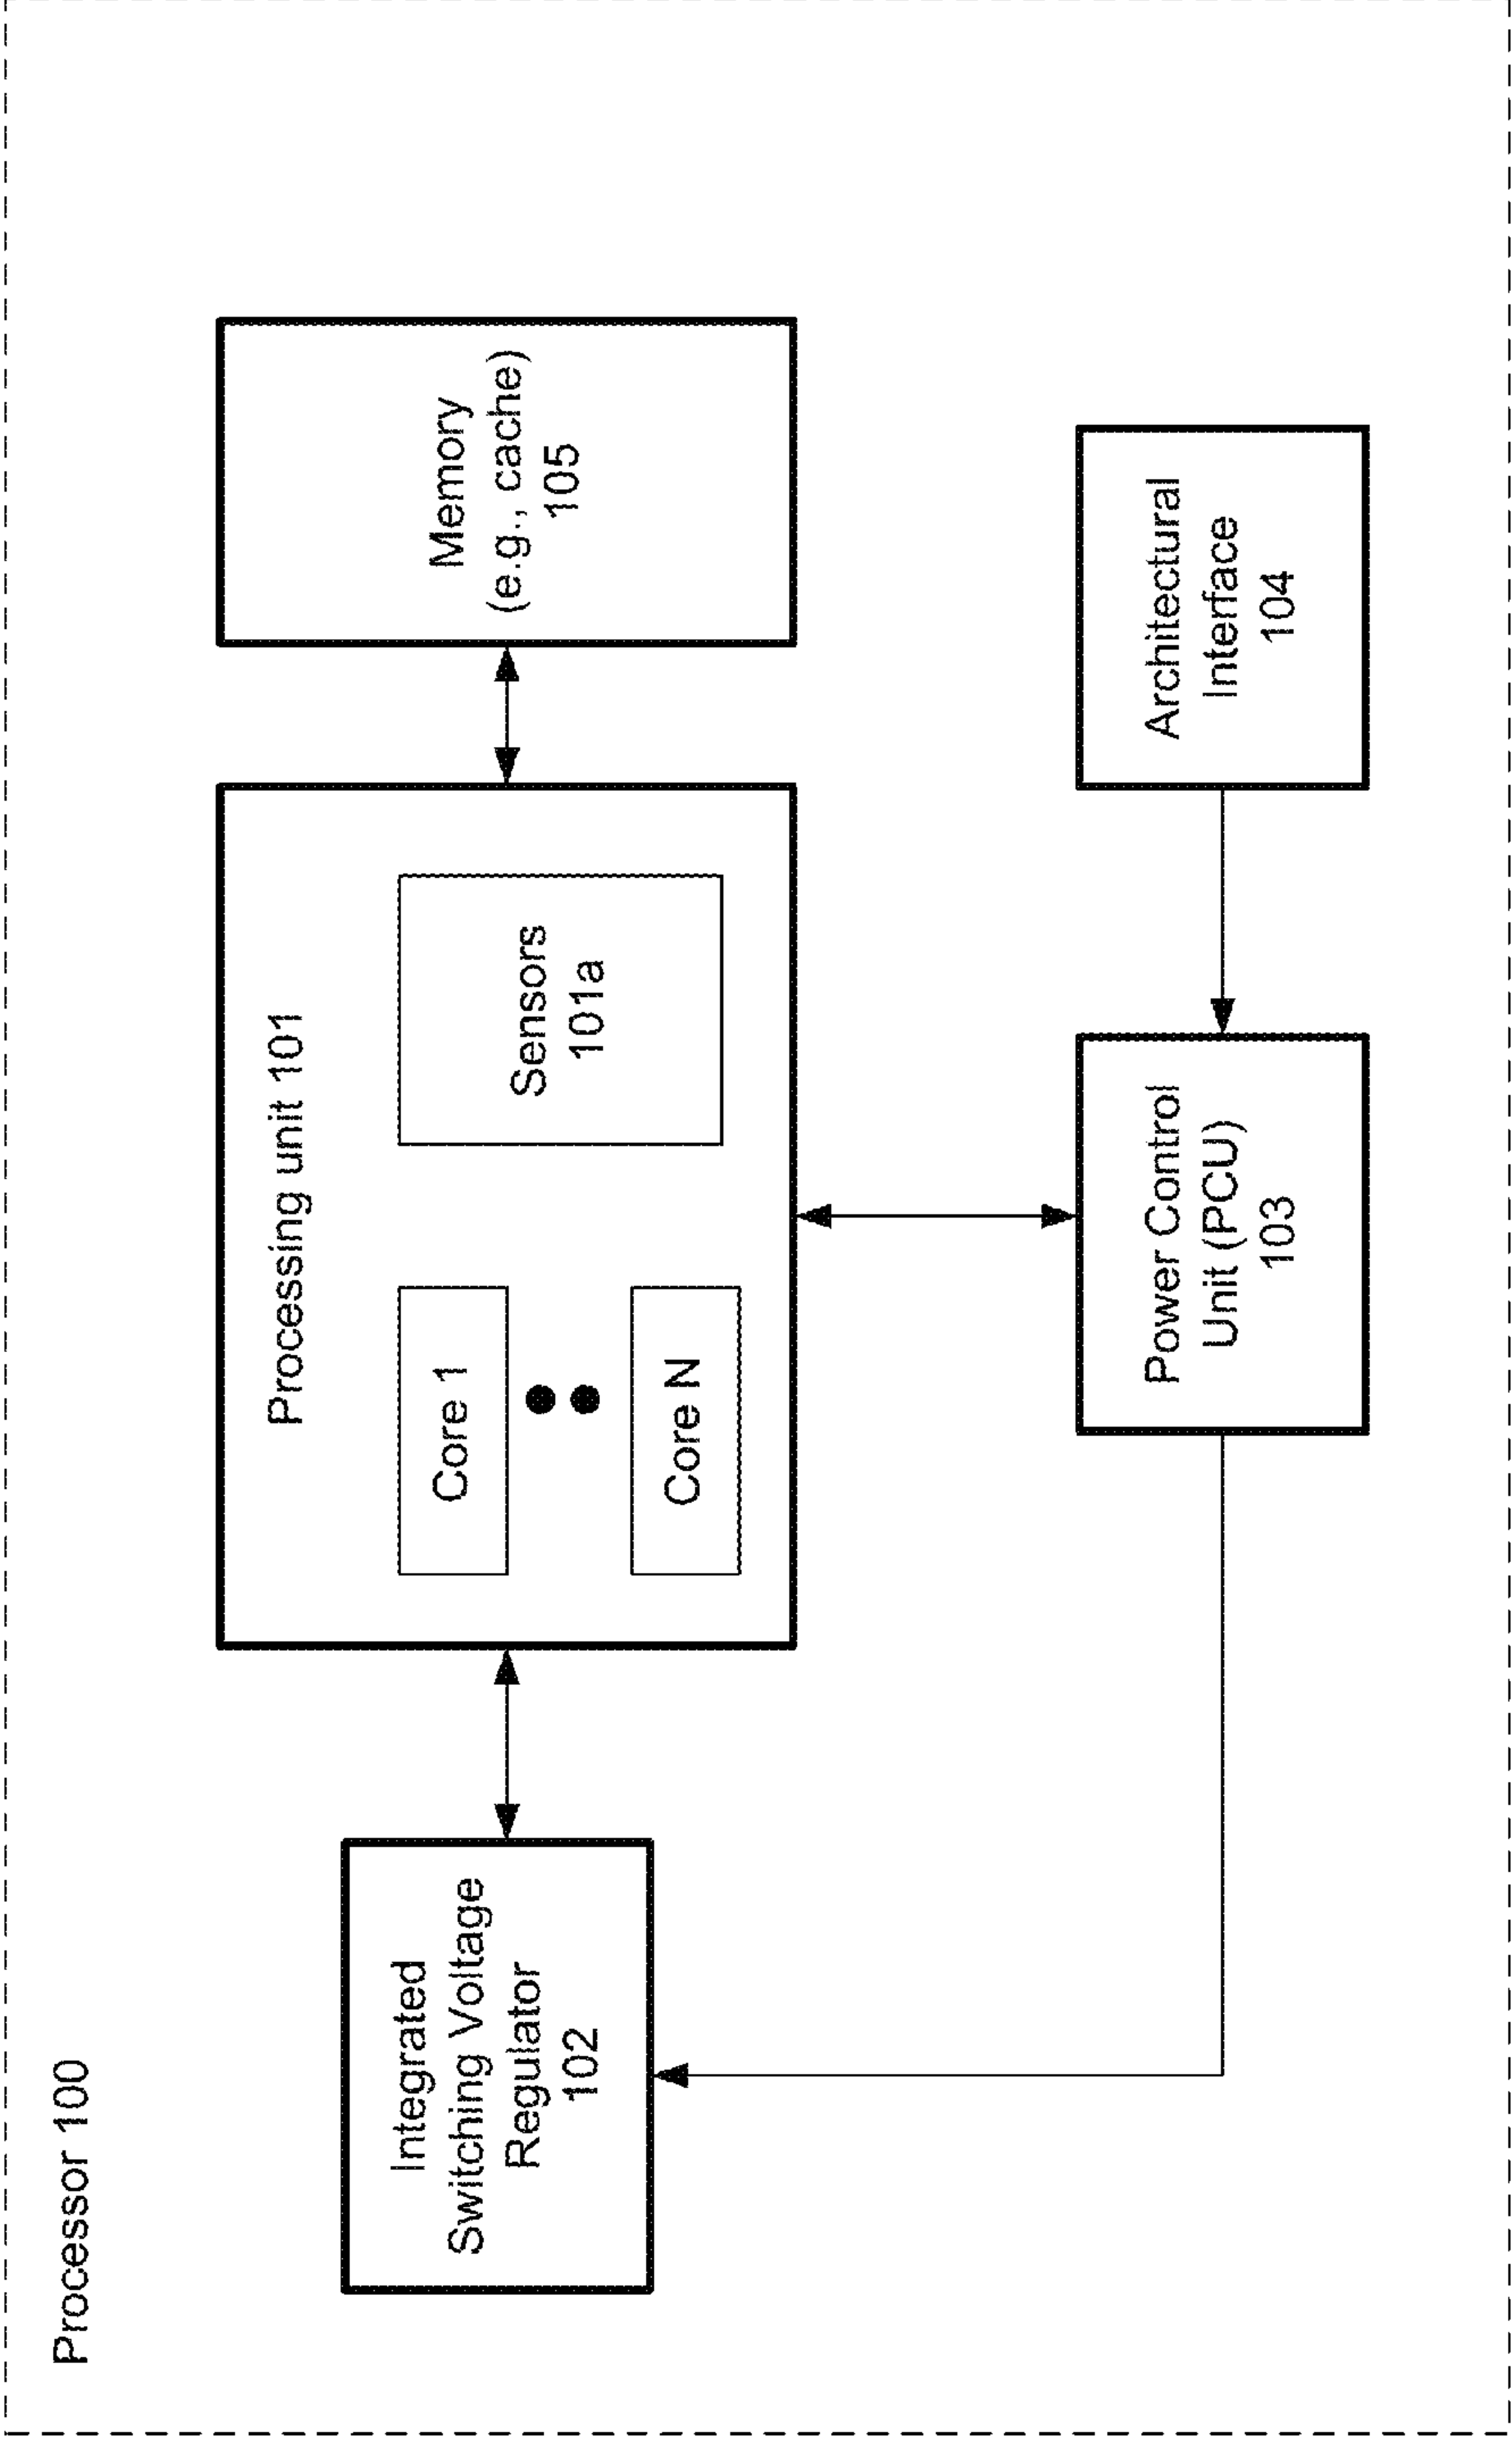 Processor 100
Integrated
Switching Voltage
Regulator
102
Processing unit 101
Core 1
Core N
Sensors
101a
Memory
(e.g., cache)
105
Power Control
Unit (PCU)
103
Architectural
Interface
104